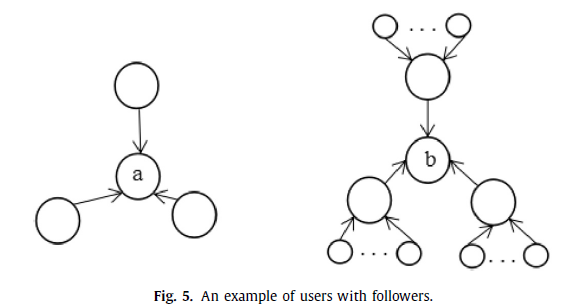 a
b
. . .
. . .
. . .
Fig. 5. An example of users with followers.